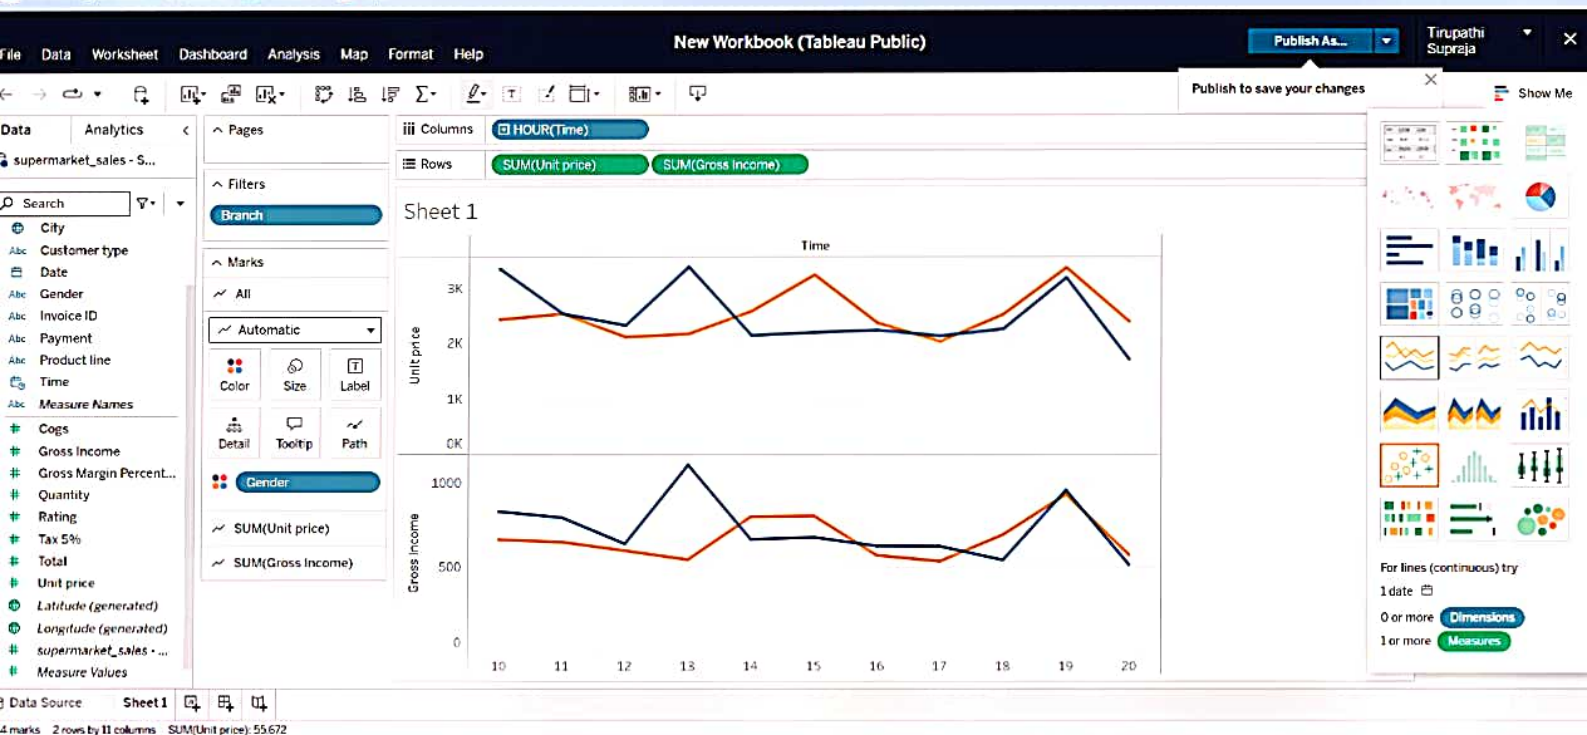 New Workbook (Tableau Public)
Publish As...
Tirupathi
Supraja
File Data Worksheet Dashboard Analysis Map Format Help
Publish to save your changes
Show Me
Data Analytics
Pages
Columns HOUR(Time)
supermarket_sales - S...
Rows SUM(Unit price) SUM(Gross Income)
Filters
Branch
Search
Sheet 1
City
Customer type
Date
Gender
Invoice ID
Payment
Product line
Time
Measure Names
Cogs
Gross Income
Gross Margin Percent...
Quantity
Rating
Tax 5%
Total
Unit price
Latitude (generated)
Longitude (generated)
supermarket_sales - ...
Measure Values
Abc
Abc
Abc
Abc
Abc
Abc
Marks
All
Automatic
Color Size Label
Detail Tooltip Path
Gender
SUM(Unit price)
SUM(Gross Income)
Time
Unit price
3K
2K
1K
0K
Gross Income
1000
500
0
10 11 12 13 14 15 16 17 18 19 20
For lines (continuous) try
1 date
0 or more Dimensions
1 or more Measures
Data Source Sheet 1
4 marks 2 rows by 11 columns SUM(Unit price): 55,672